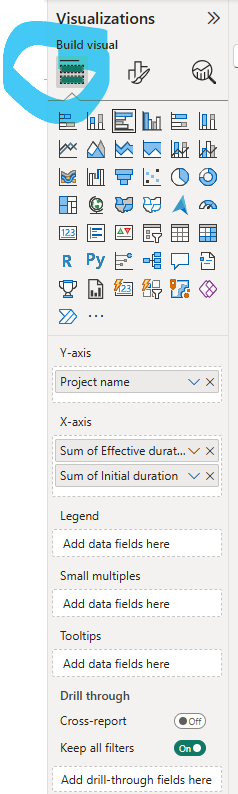 Visualizations
Build visual
123
R
Py
123
Y-axis
Project name
X-axis
Sum of Effective durat...
Sum of Initial duration
Legend
Add data fields here
Small multiples
Add data fields here
Tooltips
Add data fields here
Drill through
Cross-report
Off
Keep all filters
On
Add drill-through fields here